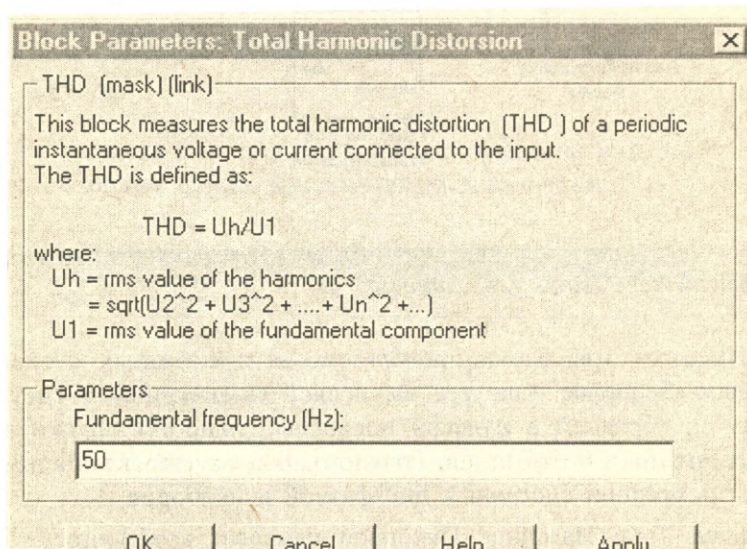 Block Parameters: Total Harmonic Distorsion
THD (mask) (link)
This block measures the total harmonic distortion (THD ) of a periodic
instantaneous voltage or current connected to the input.
The THD is defined as:
THD = Uh/U1
where:
Uh = rms value of the harmonics
= sqrt(U2^2 + U3^2 + ....+ Un^2 +...)
U1 = rms value of the fundamental component
Parameters
Fundamental frequency (Hz):
50
OK Cancel Help Apply